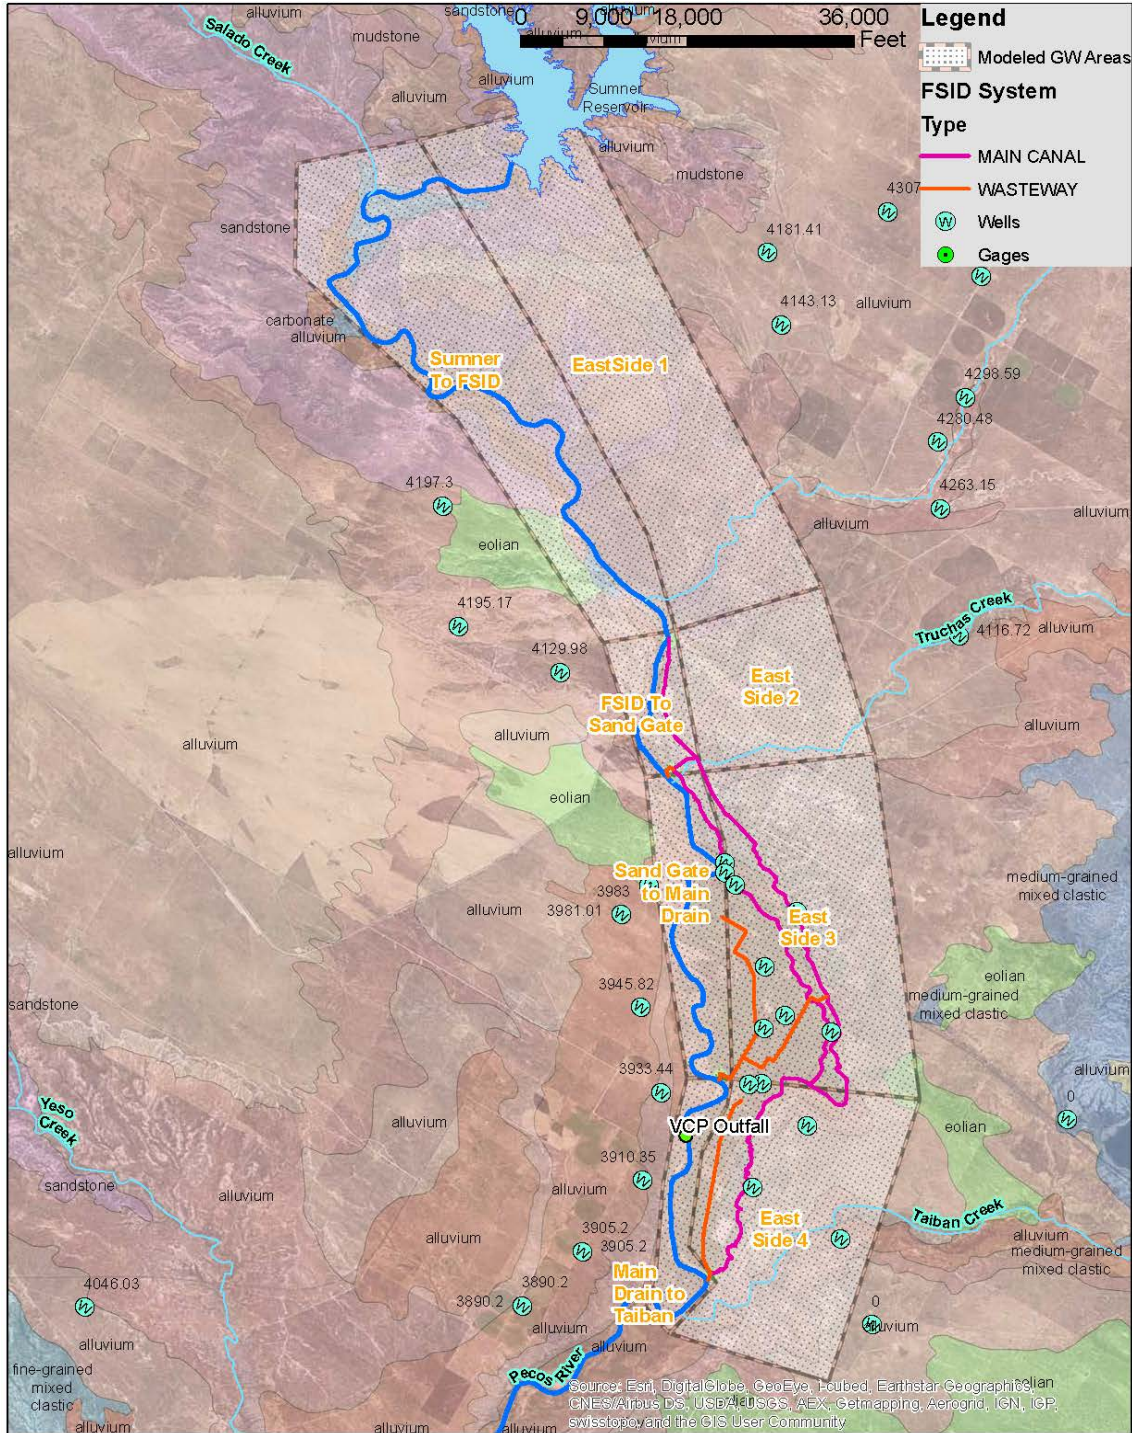 alluvium
sandstone
0
9,000
18,000
36,000
Feet
alluvium
alluvium
alluvium
Salado Creek
mudstone
alluvium
alluvium
Sumner
Reservoir
alluvium
mudstone
Legend
Modeled GW Areas
FSID System
Type
MAIN CANAL
WASTEWAY
Wells
Gages
4307
4181.41
sandstone
4143.13
alluvium
carbonate
alluvium
Sumner
To FSID
EastSide 1
4298.59
4280.48
4197.3
4263.15
alluvium
alluvium
eolian
4195.17
Truchas Creek
4116.72
alluvium
4129.98
East
Side 2
FSID To
Sand Gate
alluvium
alluvium
eolian
alluvium
Sand Gate
to Main
Drain
3983
3981.01
alluvium
medium-grained
mixed clastic
East
Side 3
eolian
3945.82
medium-grained
mixed clastic
sandstone
3933.44
alluvium
0
Yeso
Creek
alluvium
VCP Outfall
eolian
3910.35
sandstone
alluvium
alluvium
East
Side 4
Taiban Creek
alluvium
medium-grained
mixed clastic
alluvium
3905.2
3905.2
Main
Drain to
Taiban
4046.03
3890.2
3890.2
0
alluvium
alluvium
alluvium
alluvium
Pecos River
fine-grained
mixed
clastic
alluvium
alluvium
eolian
Source: Esri, DigitalGlobe, GeoEye, i-cubed, Earthstar Geographics,
CNES/Airbus DS, USDA, USGS, AEX, Getmapping, Aerogrid, IGN, IGP,
swisstopo, and the GIS User Community